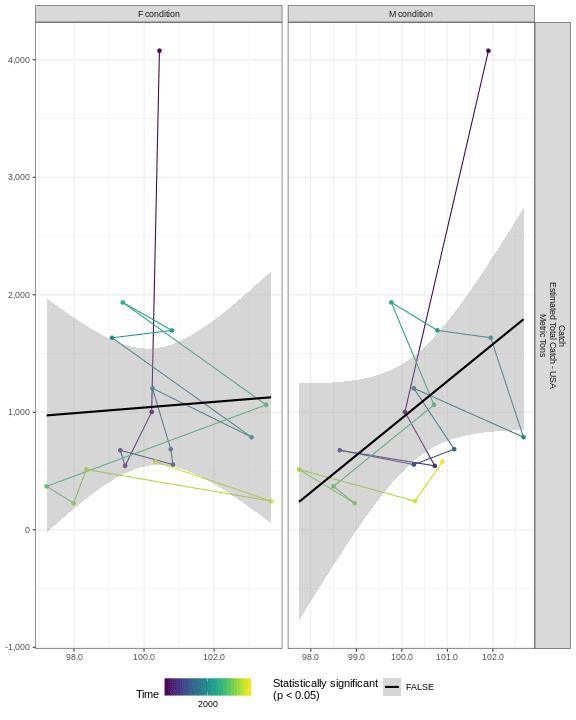 F condition
M condition
4,000
3,000
2,000
1,000
0
-1,000
98.0
100.0
102.0
98.0
99.0
100.0
101.0
102.0
Catch
Estimated Total Catch - USA
Metric Tons
Time
2000
Statistically significant
(p < 0.05)
FALSE